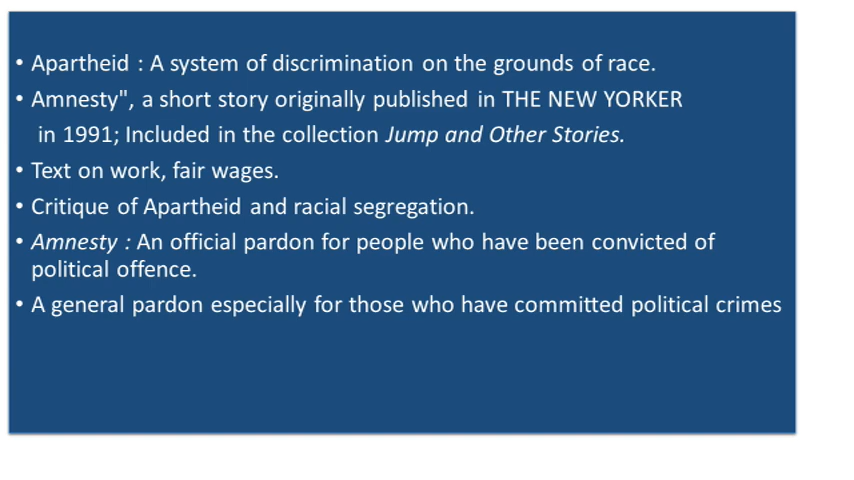 • Apartheid : A system of discrimination on the grounds of race.
• Amnesty", a short story originally published in THE NEW YORKER
in 1991; Included in the collection Jump and Other Stories.
• Text on work, fair wages.
• Critique of Apartheid and racial segregation.
• Amnesty : An official pardon for people who have been convicted of
political offence.
• A general pardon especially for those who have committed political crimes